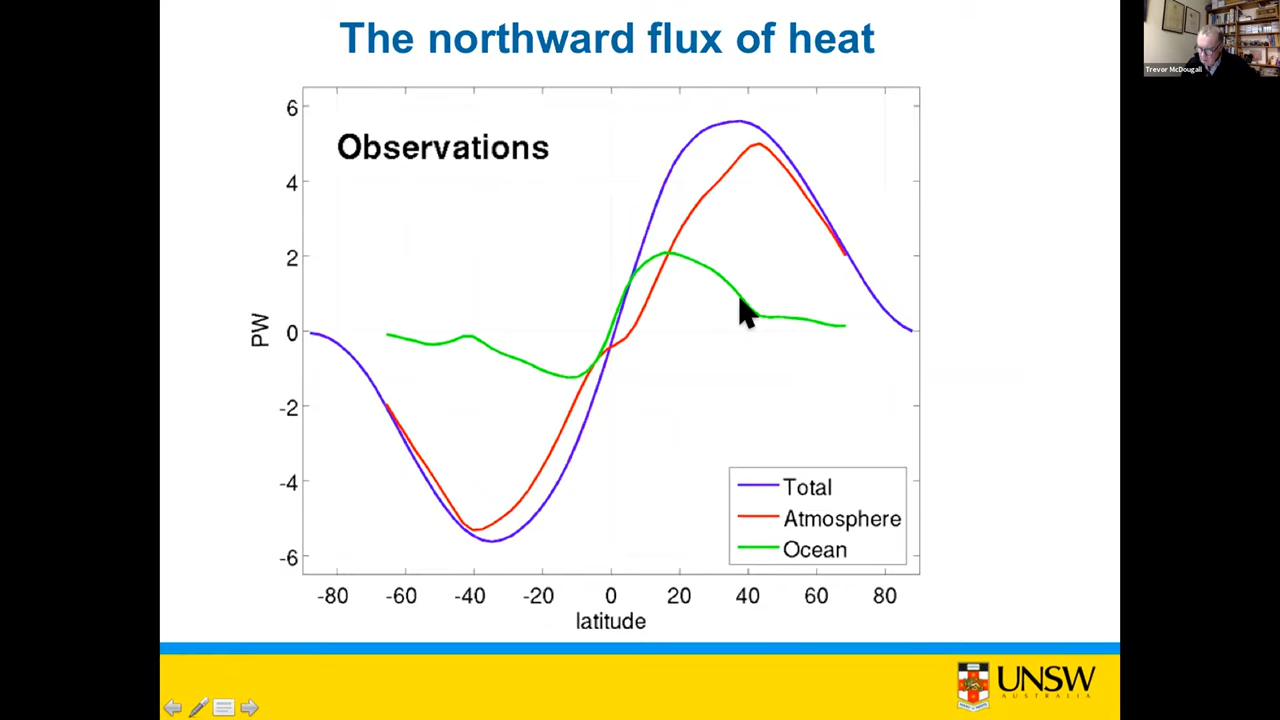 The northward flux of heat
Trevor McDougall
Observations
6
4
2
0
-2
-4
-6
PW
-80 -60 -40 -20 0 20 40 60 80
latitude
Total
Atmosphere
Ocean
UNSW
AUSTRALIA